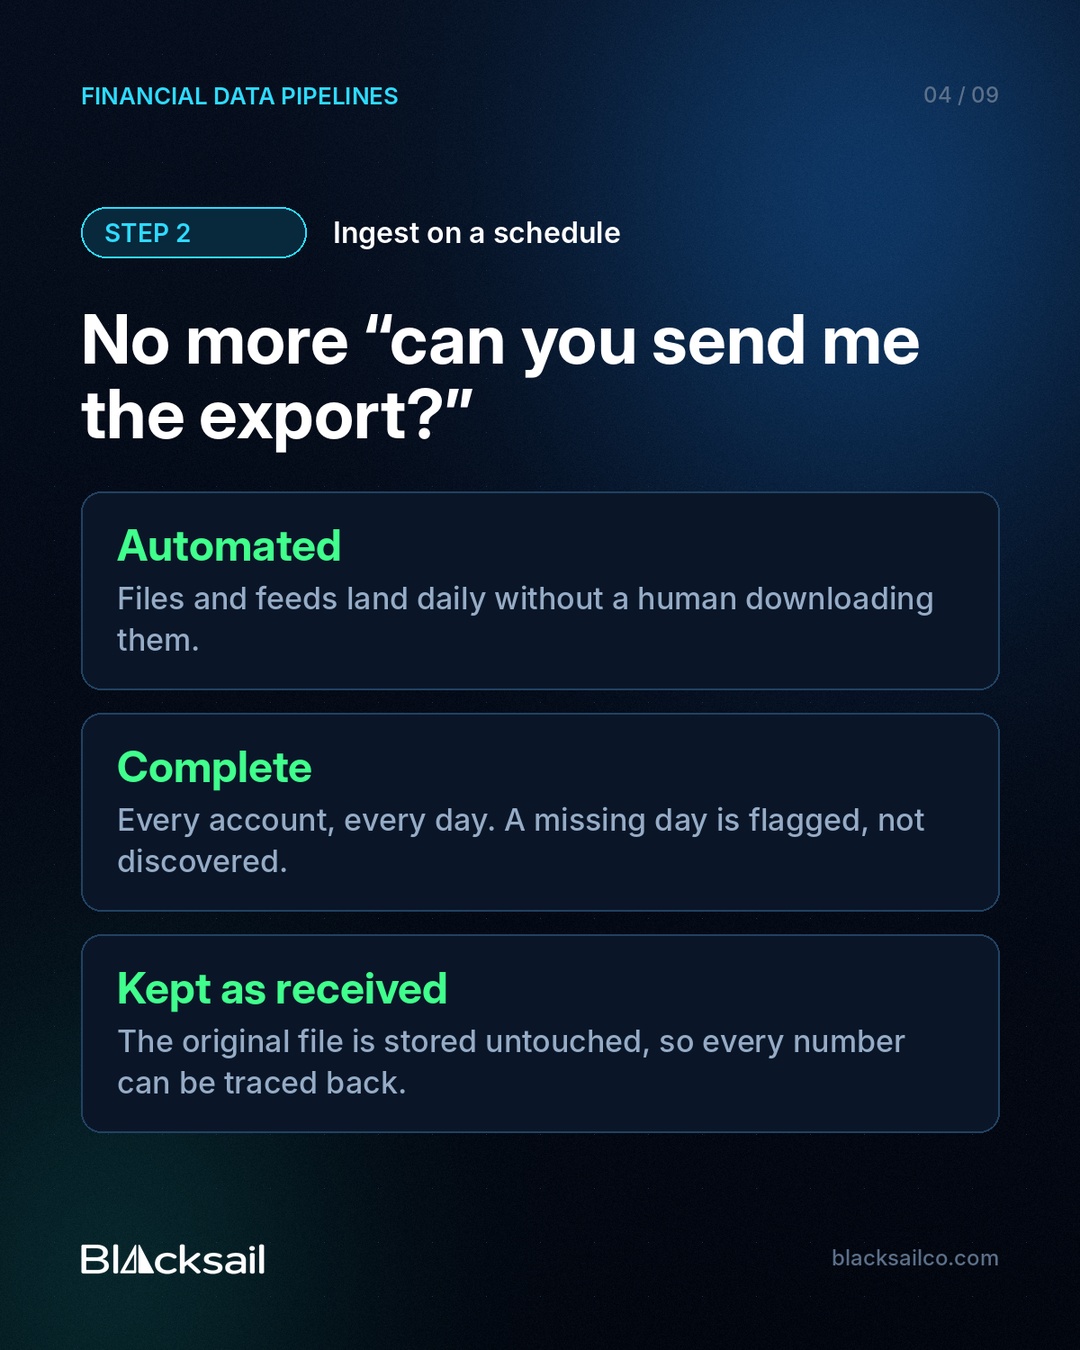 FINANCIAL DATA PIPELINES
04 / 09
STEP 2
Ingest on a schedule
No more “can you send me
the export?”
Automated
Files and feeds land daily without a human downloading
them.
Complete
Every account, every day. A missing day is flagged, not
discovered.
Kept as received
The original file is stored untouched, so every number
can be traced back.
Blacksail
blacksailco.com